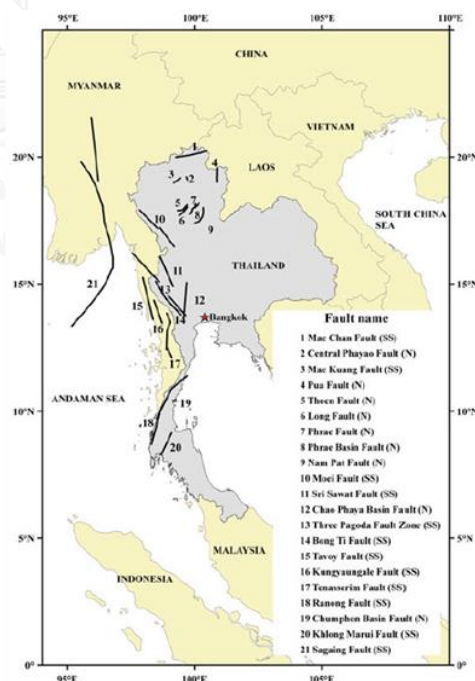 95°E 100°E 105°E 110°E
CHINA
MYANMAR
VIETNAM
20°N 20°N
LAOS
SOUTH CHINA
SEA
THAILAND
15°N 15°N
Bangkok
ANDAMAN SEA
10°N 10°N
5°N 5°N
MALAYSIA
INDONESIA
0° 0°
95°E 100°E 105°E 110°E
1
2
3
4
5
6
7
8
9
10
11
12
13
14
15
16
17
18
19
20
21
Fault name
1 Mae Chan Fault (SS)
2 Central Phayao Fault (N)
3 Mae Kuang Fault (SS)
4 Pua Fault (N)
5 Thoen Fault (N)
6 Long Fault (N)
7 Phrae Fault (N)
8 Phrae Basin Fault (N)
9 Nam Pat Fault (N)
10 Moei Fault (SS)
11 Sri Sawat Fault (SS)
12 Chao Phaya Basin Fault (N)
13 Three Pagoda Fault Zone (SS)
14 Bong Ti Fault (SS)
15 Tavoy Fault (SS)
16 Kungyaungale Fault (SS)
17 Tenasserim Fault (SS)
18 Ranong Fault (SS)
19 Chumphon Basin Fault (N)
20 Khlong Marui Fault (SS)
21 Sagaing Fault (SS)